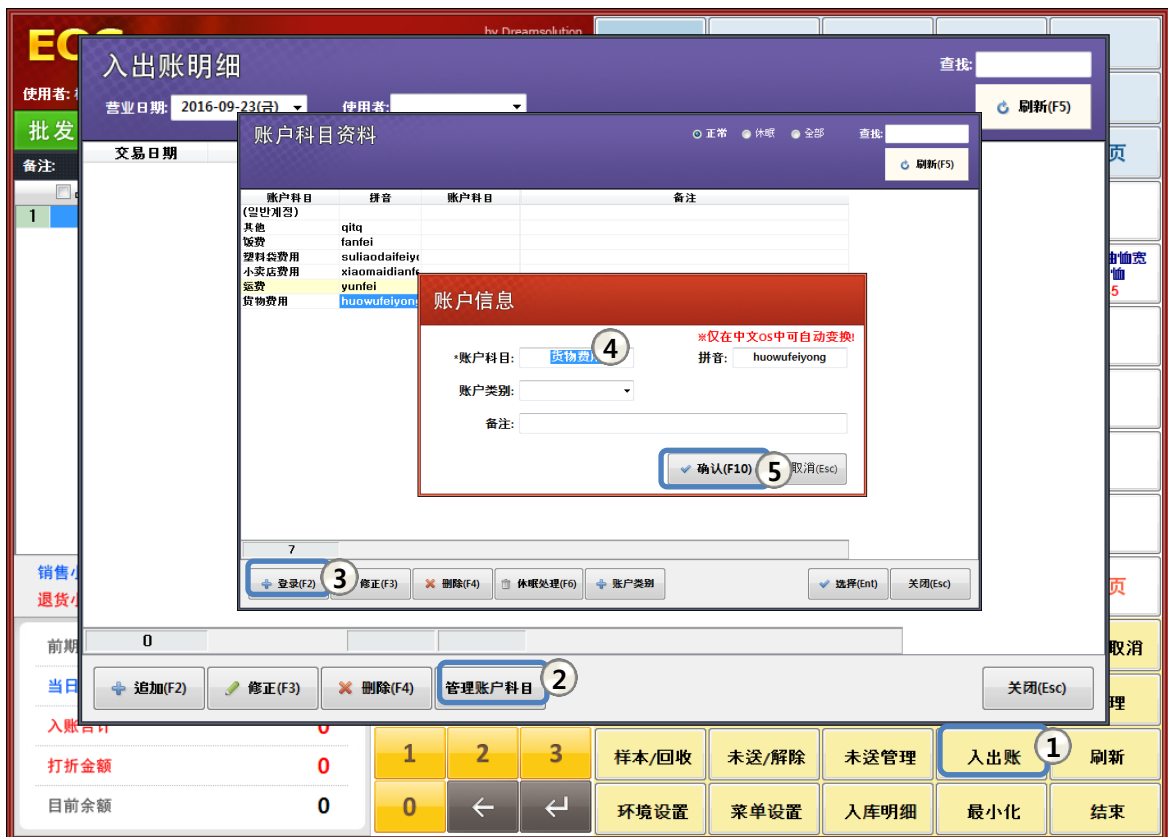 by Dreamsolution
使用者:
批发
备注:
1
入出账明细
查找:
营业日期: 2016-09-23(금)
使用者:
刷新(F5)
交易日期
页
账户科目资料
正常 休眠 全部 查找:
刷新(F5)
账户科目 拼音 账户科目 备注
(일반계정)
其他 qitq
饭费 fanfei
塑料袋费用 suliaodaifeiyo
小卖店费用 xiaomaidianfe
运费 yunfei
货物费用 huowufeiyong
账户信息
※仅在中文OS中可自动变换!
*账户科目: 货物费 4 拼音: huowufeiyong
账户类别:
备注:
确认(F10) 5 取消(Esc)
7
登录(F2) 3 修正(F3) 删除(F4) 休眠处理(F6) 账户类别 选择(Ent) 关闭(Esc)
0
追加(F2) 修正(F3) 删除(F4) 管理账户科目 2 关闭(Esc)
恤宽
恤
5
页
取消
理
销售小
退货小
前期
当日
入账合计 0
打折金额 0
目前余额 0
1 2 3
0 ← ↵
样本/回收 未送/解除 未送管理 入出账 1 刷新
环境设置 菜单设置 入库明细 最小化 结束